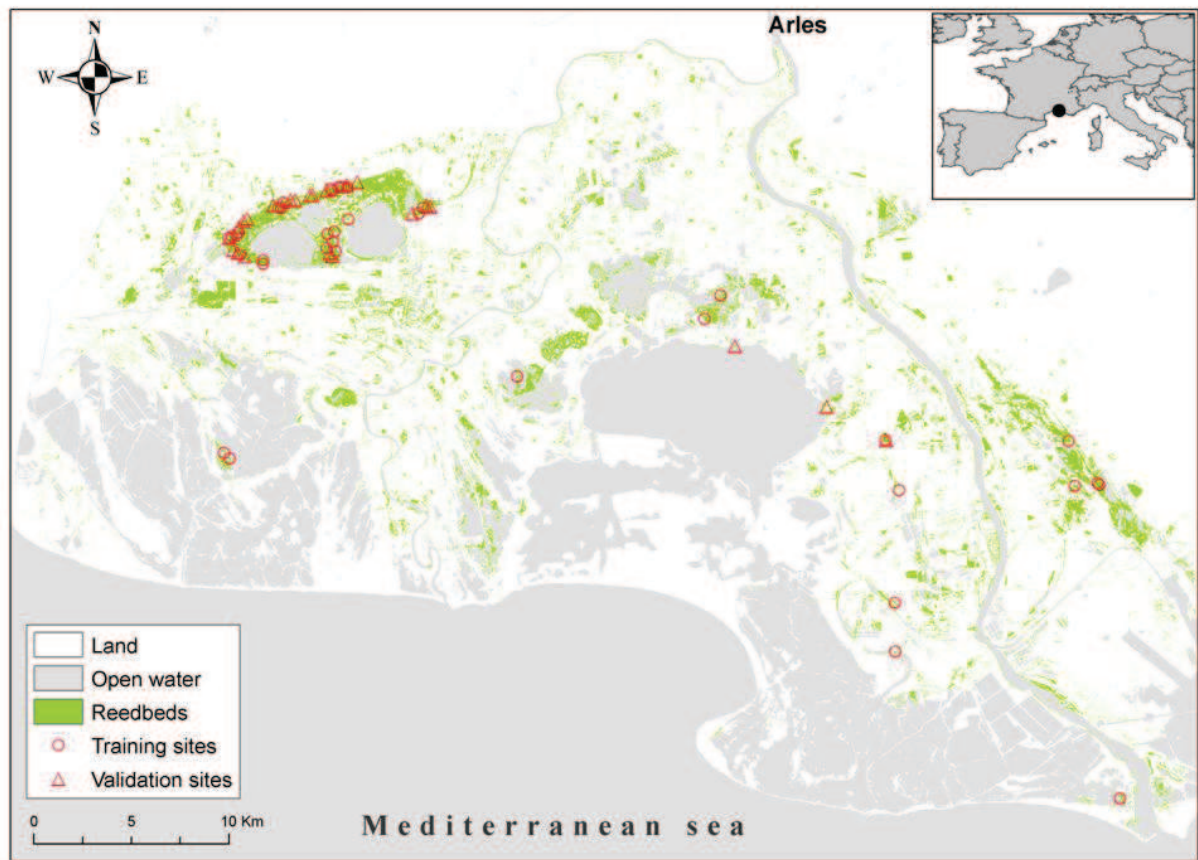 Arles
N
W E
S
Land
Open water
Reedbeds
Training sites
Validation sites
0 5 10 Km
Mediterranean sea